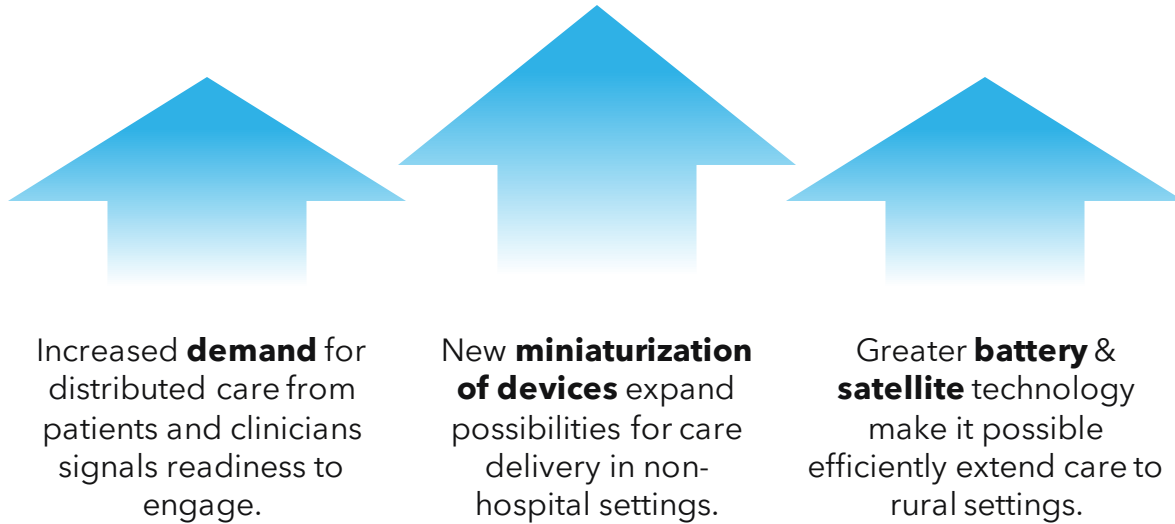 Increased demand for
distributed care from
patients and clinicians
signals readiness to
engage.
New miniaturization
of devices expand
possibilities for care
delivery in non-
hospital settings.
Greater battery &
satellite technology
make it possible
efficiently extend care to
rural settings.